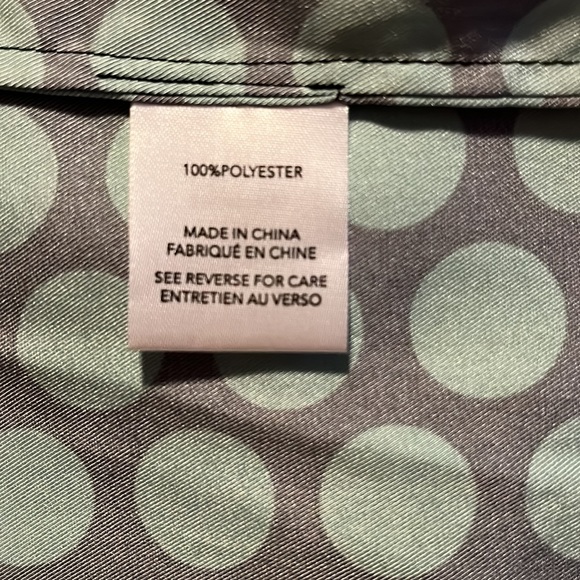 100%POLYESTER
MADE IN CHINA
FABRIQUÉ EN CHINE
SEE REVERSE FOR CARE
ENTRETIEN AU VERSO